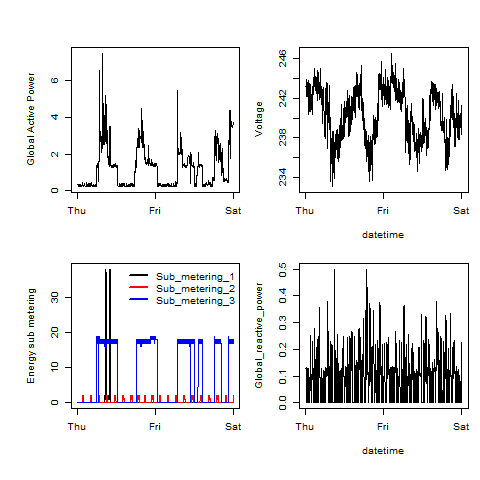 Global Active Power
6
4
2
0
Thu Fri Sat
Voltage
246
242
238
234
Thu Fri Sat
datetime
Energy sub metering
30
20
10
0
Sub_metering_1
Sub_metering_2
Sub_metering_3
Thu Fri Sat
Global_reactive_power
0.5
0.4
0.3
0.2
0.1
0.0
Thu Fri Sat
datetime